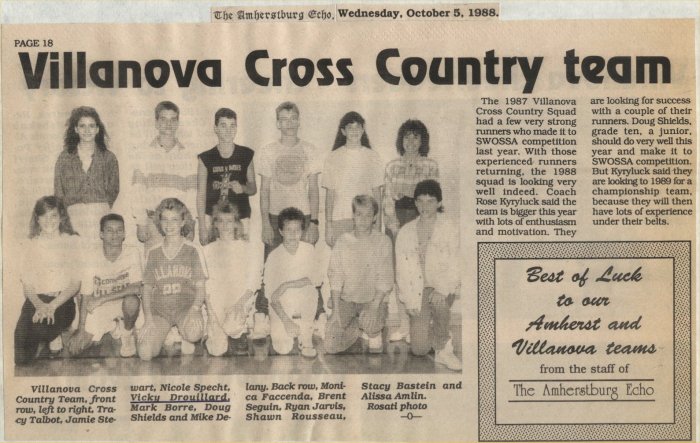 The Amherstburg Echo, Wednesday, October 5, 1988.
PAGE 18
Villanova Cross Country team
The 1987 Villanova
Cross Country Squad
had a few very strong
runners who made it to
SWOSSA competition
last year. With those
experienced runners
returning, the 1988
squad is looking very
well indeed. Coach
Rose Kyryluck said the
team is bigger this year
with lots of enthusiasm
and motivation. They
are looking for success
with a couple of their
runners. Doug Shields,
grade ten, a junior,
should do very well this
year and make it to
SWOSSA competition.
But Kyryluck said they
are looking to 1989 for a
championship team,
because they will then
have lots of experience
under their belts.
Villanova Cross
Country Team, front
row, left to right, Tra-
cy Talbot, Jamie Ste-
wart, Nicole Specht,
Vicky Drouillard,
Mark Borre, Doug
Shields and Mike De-
lany. Back row, Moni-
ca Faccenda, Brent
Seguin, Ryan Jarvis,
Shawn Rousseau,
Stacy Bastein and
Alissa Amlin.
Rosati photo
—0—
Best of Luck
to our
Amherst and
Villanova teams
from the staff of
The Amherstburg Echo